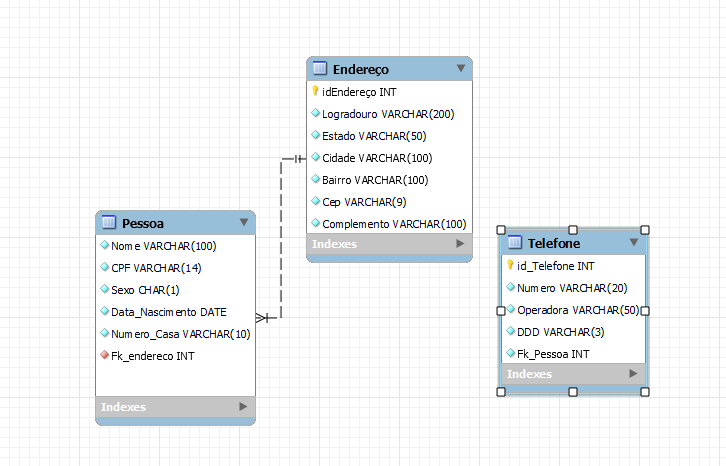 Endereço
idEndereço INT
Logradouro VARCHAR(200)
Estado VARCHAR(50)
Cidade VARCHAR(100)
Bairro VARCHAR(100)
Cep VARCHAR(9)
Complemento VARCHAR(100)
Indexes
Pessoa
Nome VARCHAR(100)
CPF VARCHAR(14)
Sexo CHAR(1)
Data_Nascimento DATE
Numero_Casa VARCHAR(10)
Fk_endereco INT
Indexes
Telefone
id_Telefone INT
Numero VARCHAR(20)
Operadora VARCHAR(50)
DDD VARCHAR(3)
Fk_Pessoa INT
Indexes